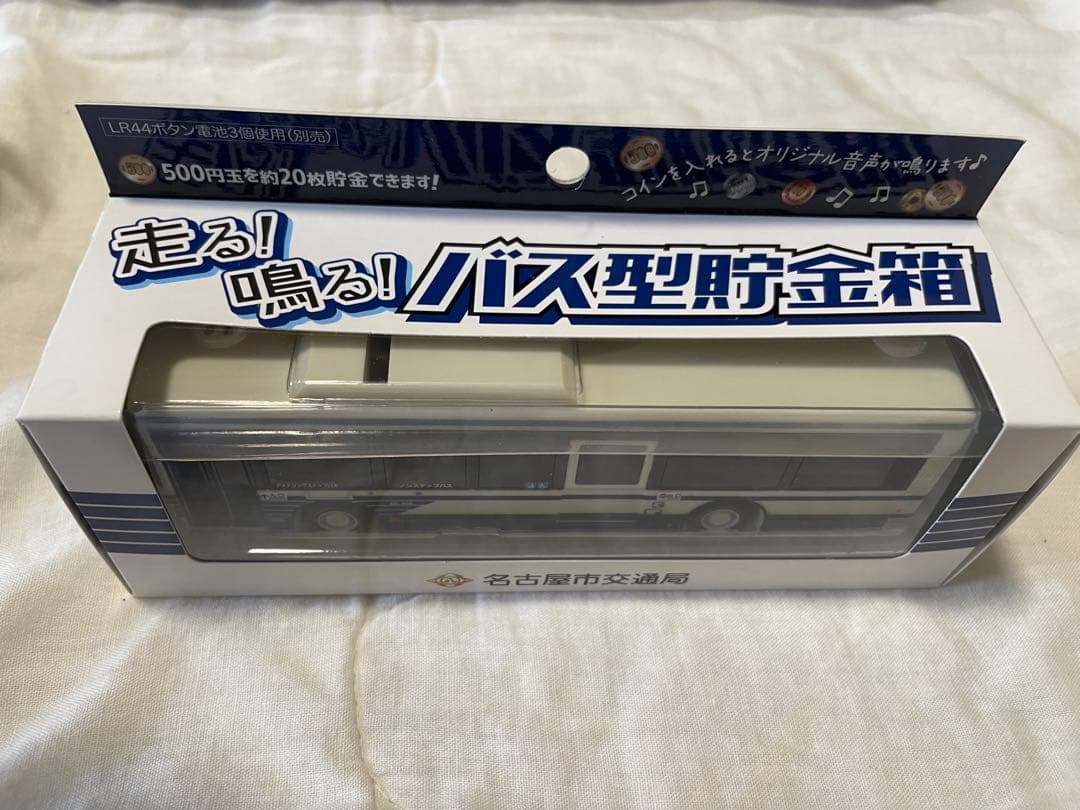 LR44ボタン電池3個使用(別売)
500円玉を約20枚貯金できます!
コインを入れるとオリジナル音声が鳴ります♪
走る!
鳴る!
バス型貯金箱
ノンステップバス
名古屋市交通局